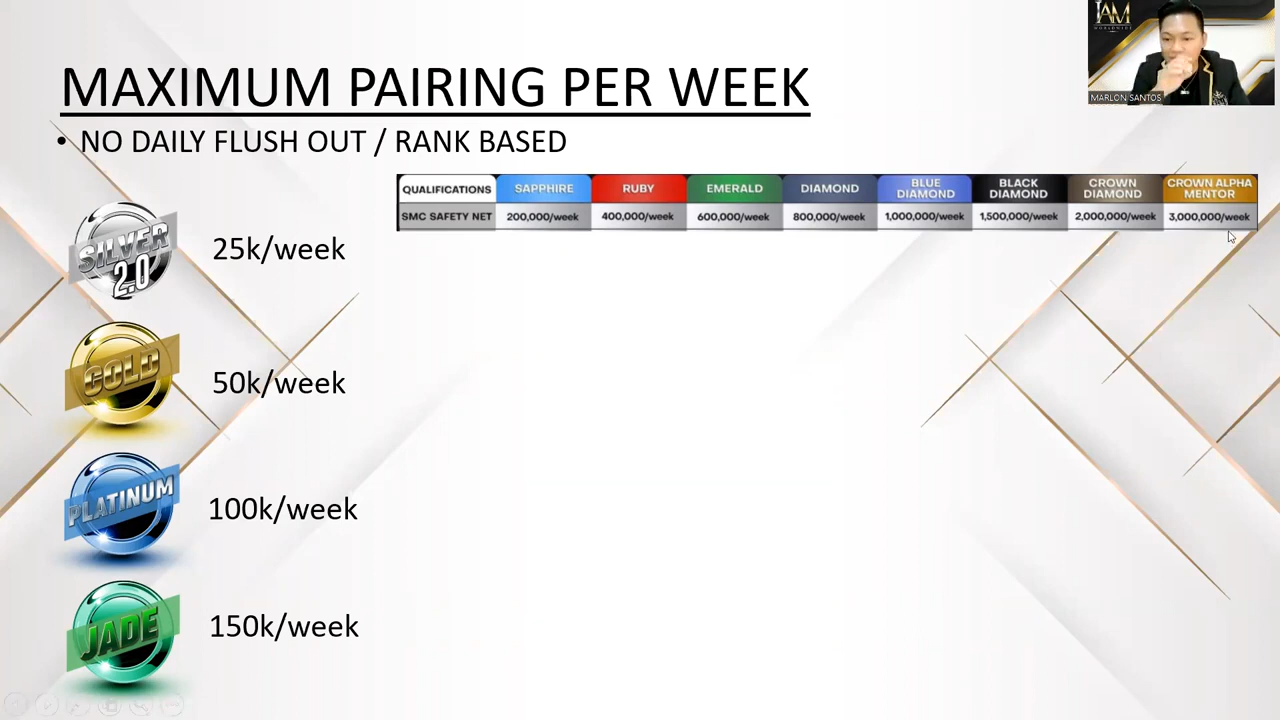 IAM
WORLDWIDE
MARLON SANTOS
MAXIMUM PAIRING PER WEEK
• NO DAILY FLUSH OUT / RANK BASED
QUALIFICATIONS SAPPHIRE RUBY EMERALD DIAMOND BLUE DIAMOND BLACK DIAMOND CROWN DIAMOND CROWN ALPHA MENTOR
SMC SAFETY NET 200,000/week 400,000/week 600,000/week 800,000/week 1,000,000/week 1,500,000/week 2,000,000/week 3,000,000/week
SILVER
2.0
25k/week
GOLD
50k/week
PLATINUM
100k/week
JADE
150k/week